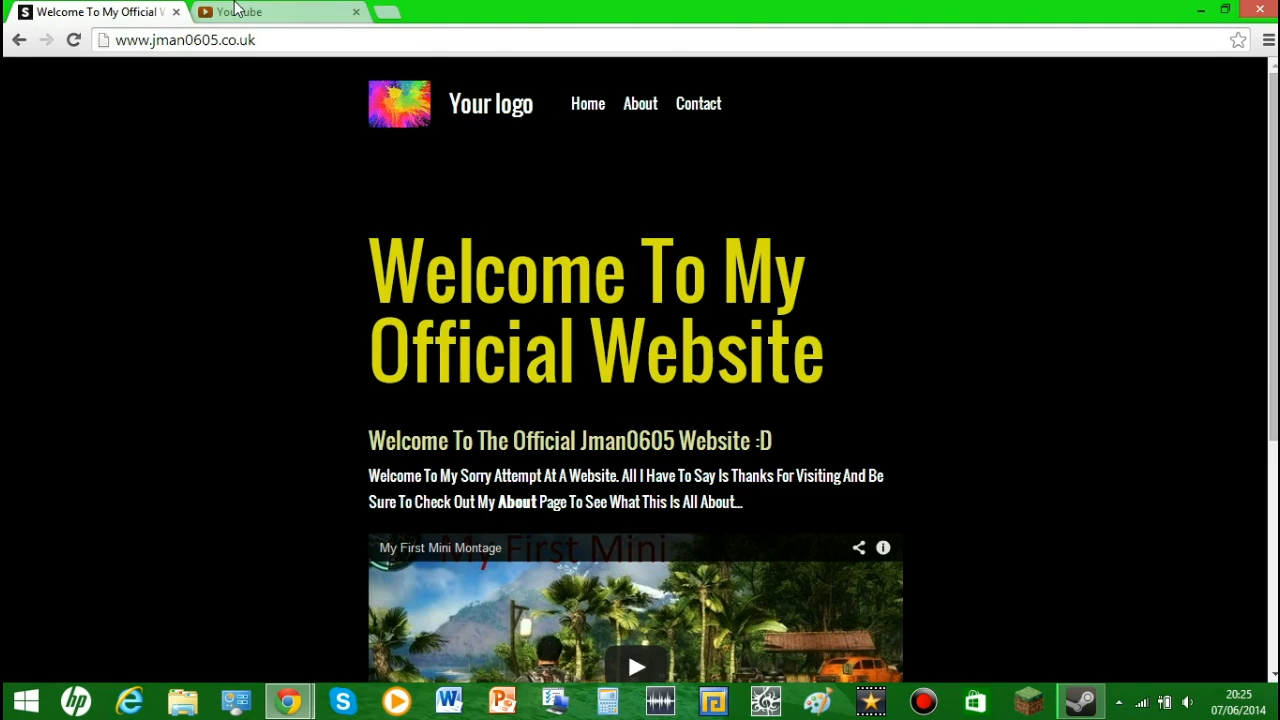 Welcome To My Official W
YouTube
www.jman0605.co.uk
Your logo
Home About Contact
Welcome To My
Official Website
Welcome To The Official Jman0605 Website :D
Welcome To My Sorry Attempt At A Website. All I Have To Say Is Thanks For Visiting And Be
Sure To Check Out My About Page To See What This Is All About...
My First Mini Montage
My First Mini
20:25
07/06/2014